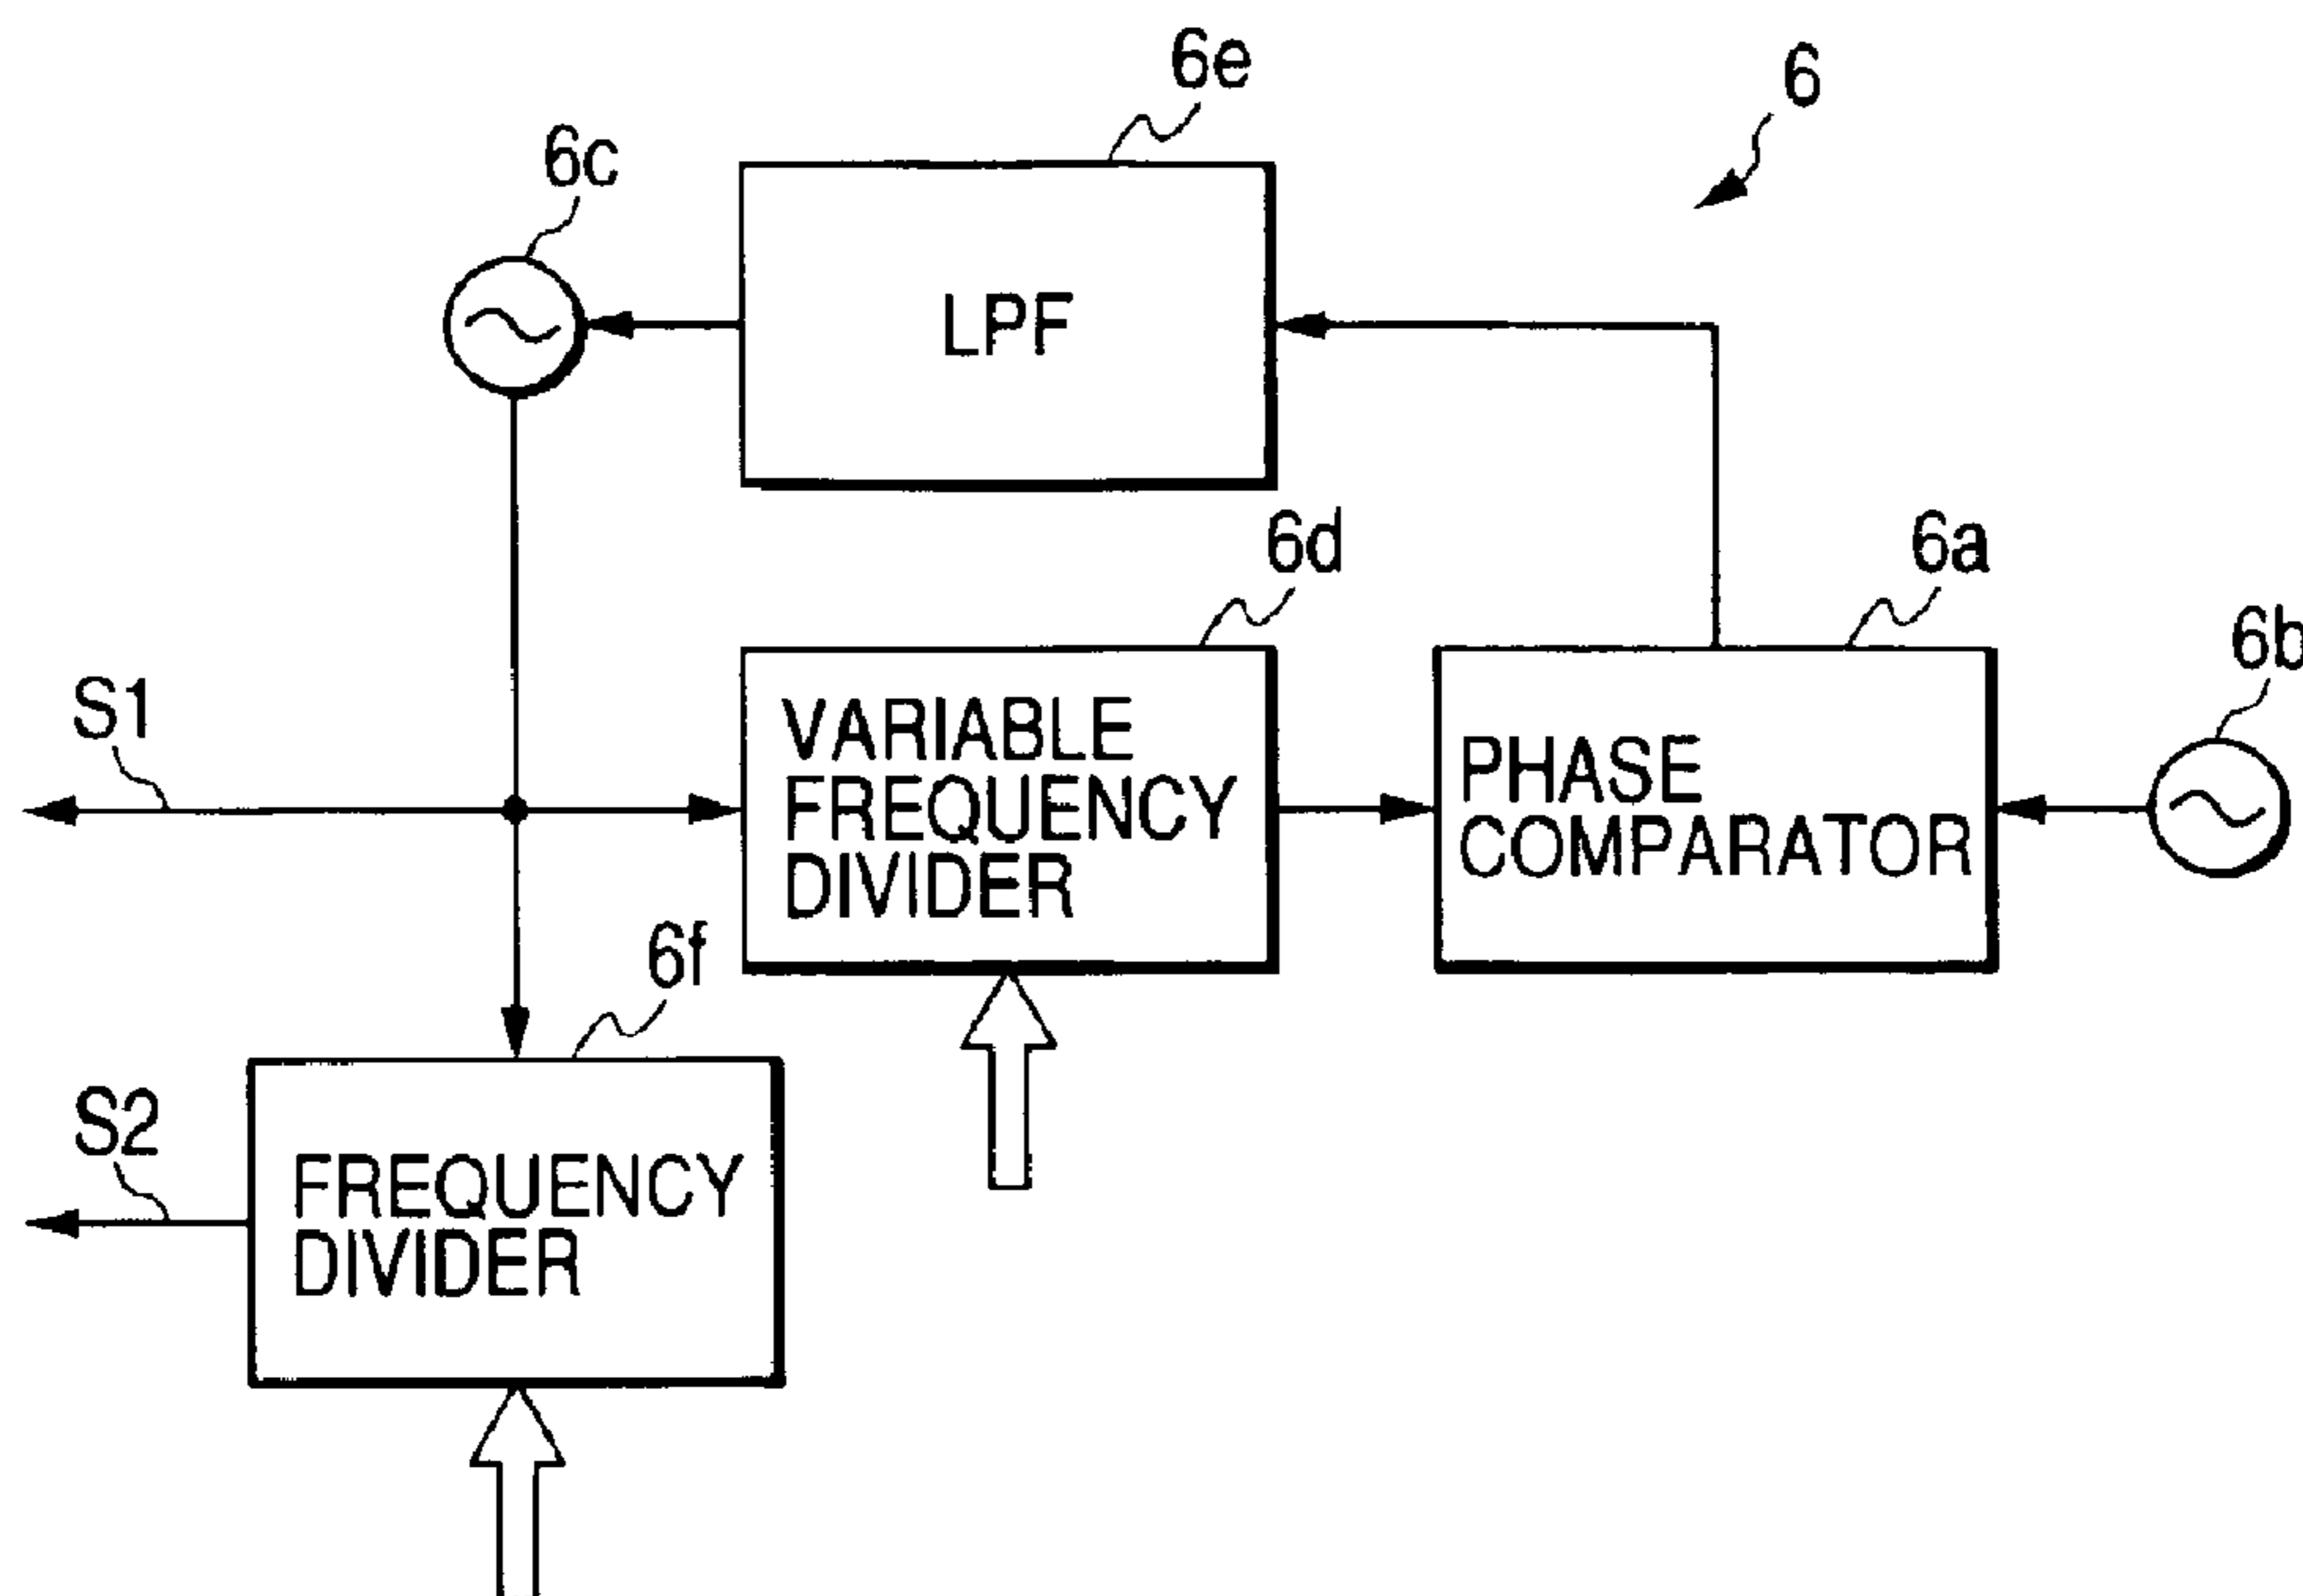 6e
6
6c
LPF
6d
6a
6b
S1
VARIABLE
FREQUENCY
DIVIDER
PHASE
COMPARATOR
6f
S2
FREQUENCY
DIVIDER